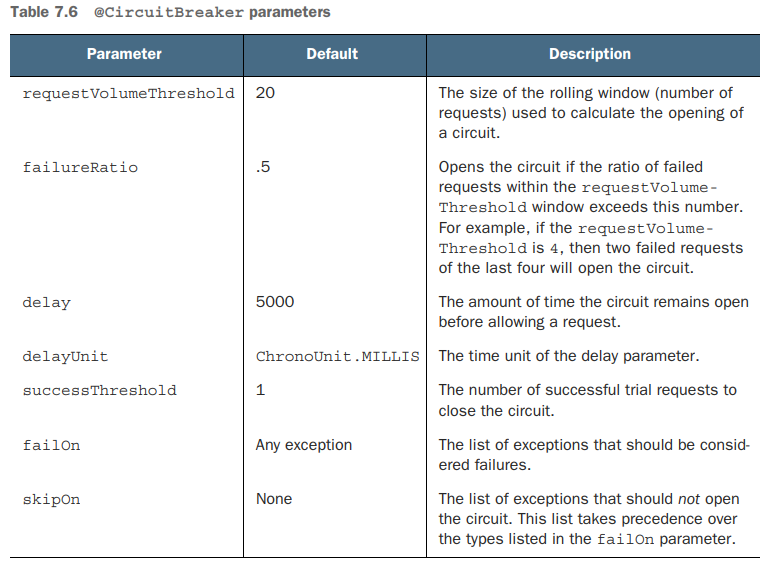 Table 7.6 @CircuitBreaker parameters
Parameter Default Description
requestVolumeThreshold 20 The size of the rolling window (number of
requests) used to calculate the opening of
a circuit.
failureRatio .5 Opens the circuit if the ratio of failed
requests within the requestVolume-
Threshold window exceeds this number.
For example, if the requestVolume-
Threshold is 4, then two failed requests
of the last four will open the circuit.
delay 5000 The amount of time the circuit remains open
before allowing a request.
delayUnit ChronoUnit.MILLIS The time unit of the delay parameter.
successThreshold 1 The number of successful trial requests to
close the circuit.
failOn Any exception The list of exceptions that should be consid-
ered failures.
skipOn None The list of exceptions that should not open
the circuit. This list takes precedence over
the types listed in the failOn parameter.